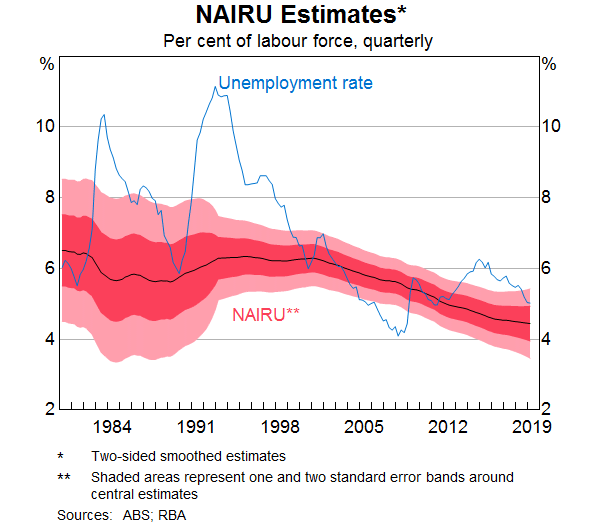 NAIRU Estimates*
Per cent of labour force, quarterly
% %
Unemployment rate
10 10
8 8
6 6
NAIRU**
4 4
2 2
1984 1991 1998 2005 2012 2019
* Two-sided smoothed estimates
** Shaded areas represent one and two standard error bands around
central estimates
Sources: ABS; RBA